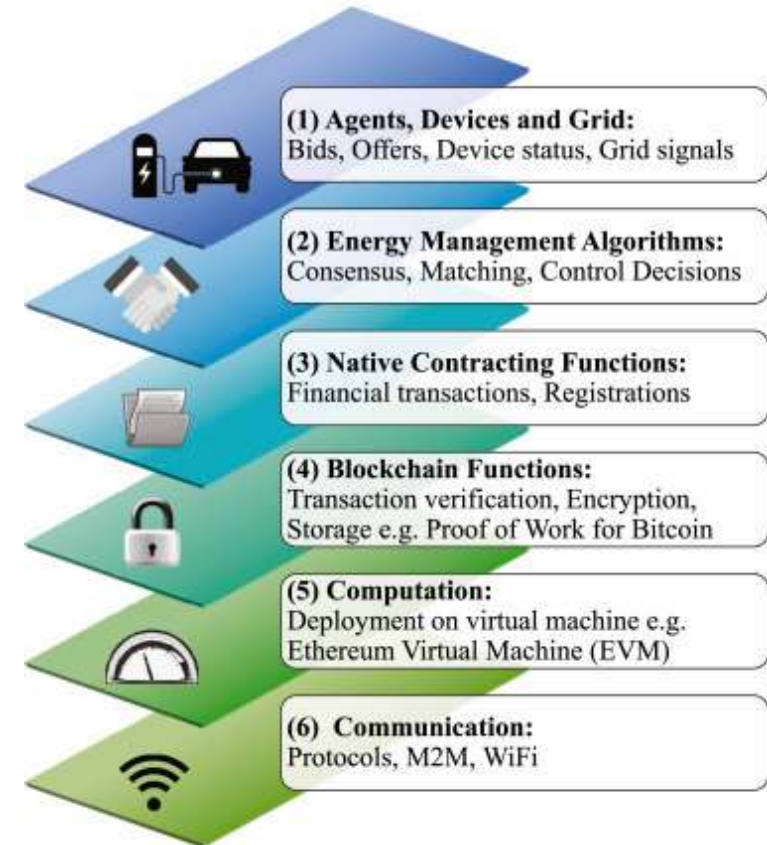 (1) Agents, Devices and Grid:
Bids, Offers, Device status, Grid signals
(2) Energy Management Algorithms:
Consensus, Matching, Control Decisions
(3) Native Contracting Functions:
Financial transactions, Registrations
(4) Blockchain Functions:
Transaction verification, Encryption,
Storage e.g. Proof of Work for Bitcoin
(5) Computation:
Deployment on virtual machine e.g.
Ethereum Virtual Machine (EVM)
(6) Communication:
Protocols, M2M, WiFi